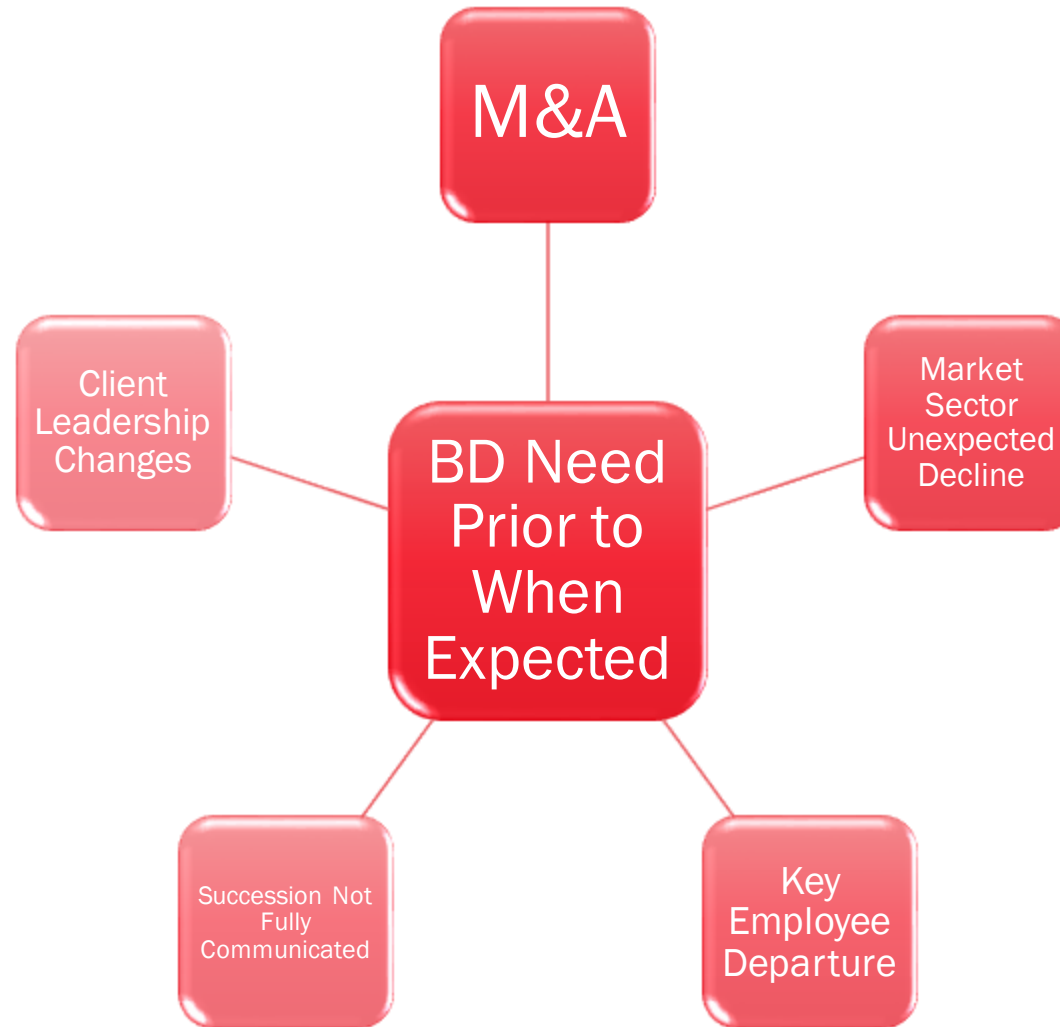 M&A
Client
Leadership
Changes
Market
Sector
Unexpected
Decline
BD Need
Prior to
When
Expected
Succession Not
Fully
Communicated
Key
Employee
Departure